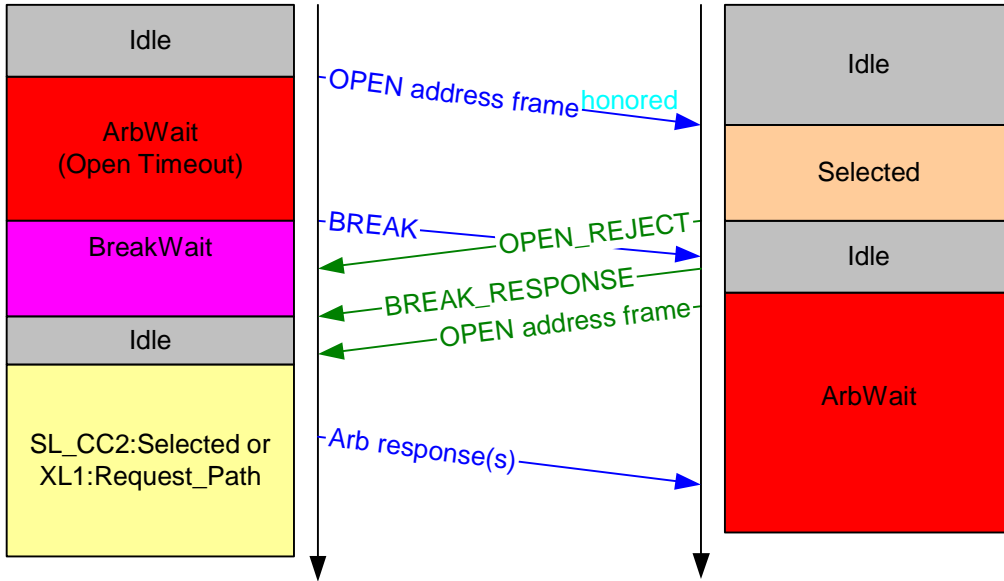 Idle
Idle
OPEN address frame
honored
ArbWait
(Open Timeout)
Selected
BREAK
OPEN_REJECT
BreakWait
Idle
BREAK_RESPONSE
OPEN address frame
Idle
ArbWait
SL_CC2:Selected or
XL1:Request_Path
Arb response(s)